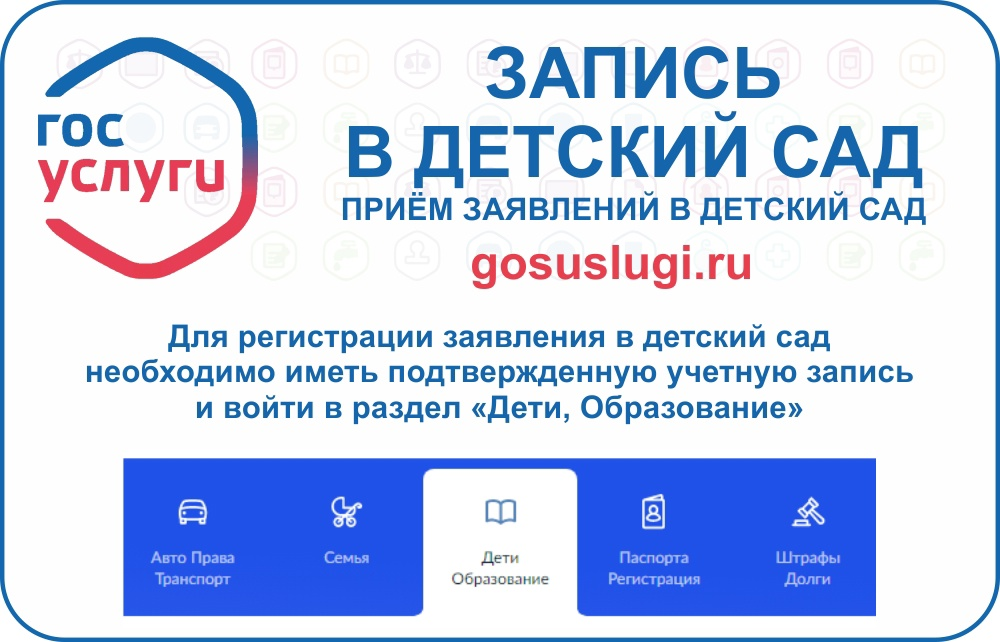 гос
услуги
ЗАПИСЬ
В ДЕТСКИЙ САД
ПРИЁМ ЗАЯВЛЕНИЙ В ДЕТСКИЙ САД
gosuslugi.ru
Для регистрации заявления в детский сад
необходимо иметь подтвержденную учетную запись
и войти в раздел «Дети, Образование»
Авто Права
Транспорт
Семья
Дети
Образование
Паспорта
Регистрация
Штрафы
Долги